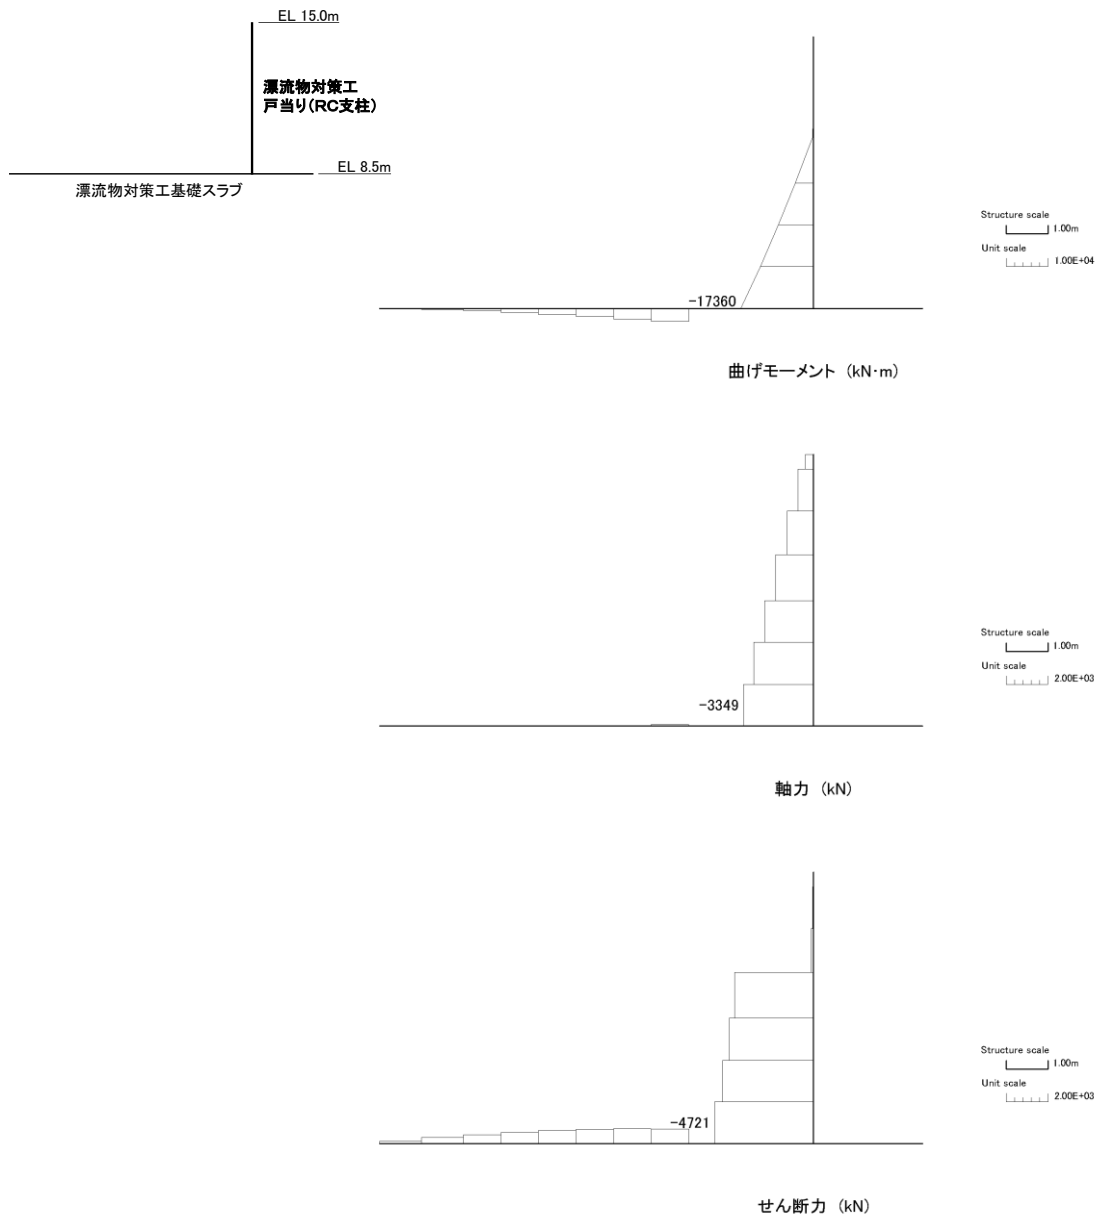 EL 15.0m
漂流物対策工
戸当り(RC支柱)
EL 8.5m
漂流物対策工基礎スラブ
Structure scale
1.00m
Unit scale
1.00E+04
-17360
曲げモーメント (kN·m)
Structure scale
1.00m
Unit scale
2.00E+03
-3349
軸力 (kN)
Structure scale
1.00m
Unit scale
2.00E+03
-4721
せん断力 (kN)